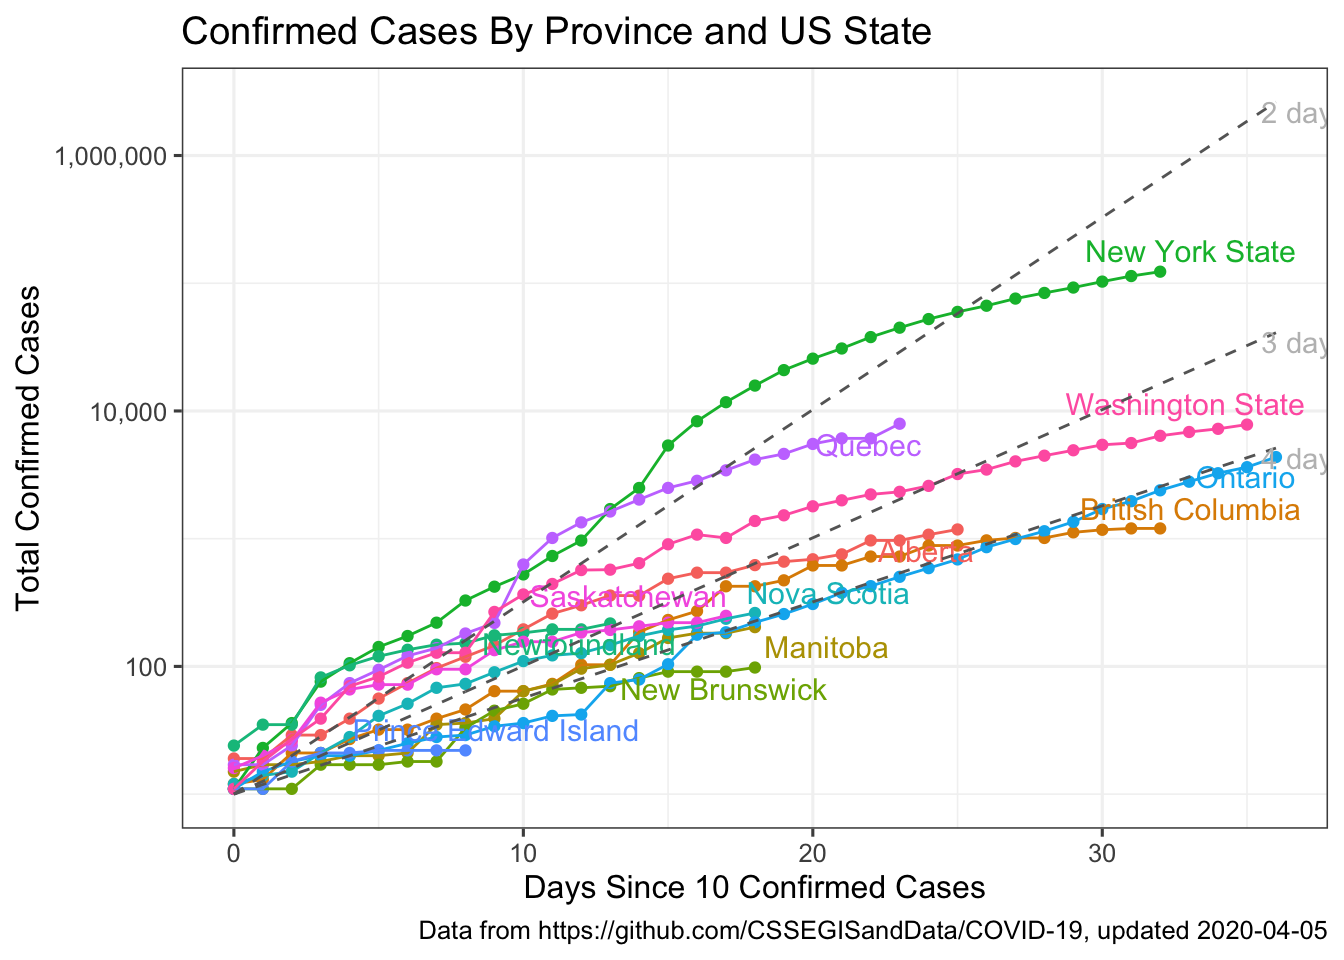 Confirmed Cases By Province and US State
Total Confirmed Cases
1,000,000
10,000
100
2 day
New York State
3 day
Washington State
Quebec
4 day
Ontario
British Columbia
Alberta
Saskatchewan
Nova Scotia
Newfoundland
Manitoba
New Brunswick
Prince Edward Island
0
10
20
30
Days Since 10 Confirmed Cases
Data from https://github.com/CSSEGISandData/COVID-19, updated 2020-04-05